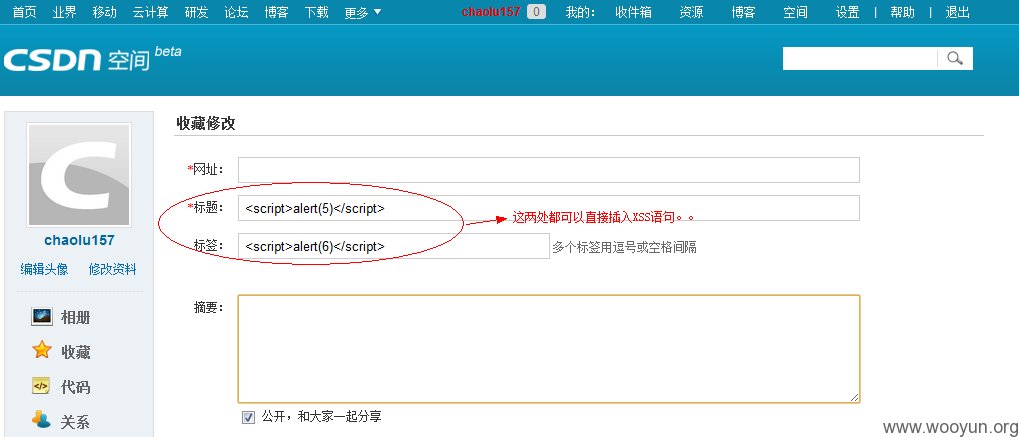 首页 业界 移动 云计算 研发 论坛 博客 下载 更多 chaolu157 0 我的: 收件箱 资源 博客 空间 设置 | 帮助 | 退出
CSDN 空间 beta
收藏修改
*网址:
*标题: <script>alert(5)</script>
这两处都可以直接插入XSS语句。。
标签: <script>alert(6)</script> 多个标签用逗号或空格间隔
chaolu157
编辑头像 修改资料
摘要:
相册
收藏
代码
关系
公开，和大家一起分享
www.wooyun.org